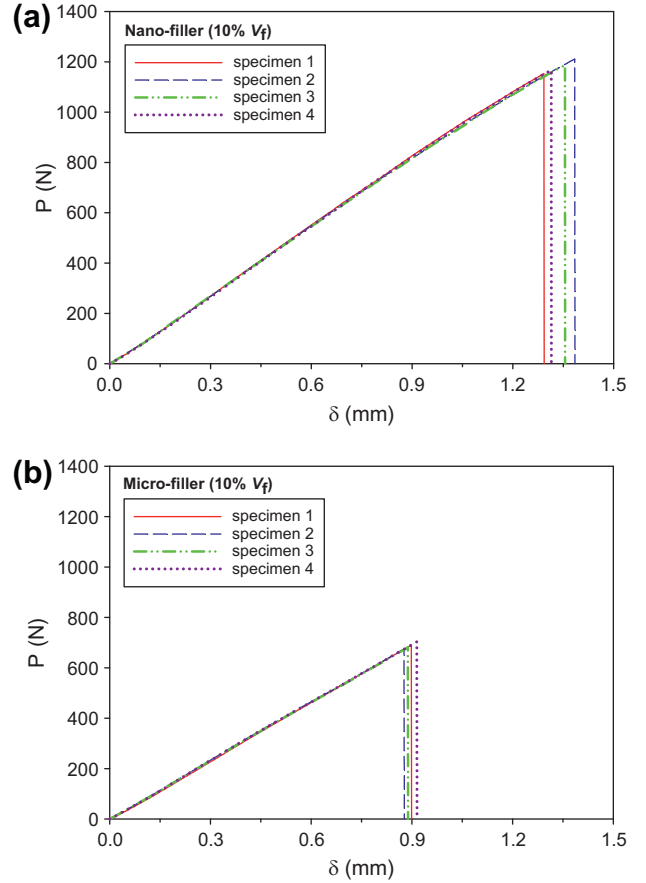 (a)
Nano-filler (10% Vf)
specimen 1
specimen 2
specimen 3
specimen 4
P (N)
1400
1200
1000
800
600
400
200
0
0.0 0.3 0.6 0.9 1.2 1.5
δ (mm)
(b)
Micro-filler (10% Vf)
specimen 1
specimen 2
specimen 3
specimen 4
P (N)
1400
1200
1000
800
600
400
200
0
0.0 0.3 0.6 0.9 1.2 1.5
δ (mm)